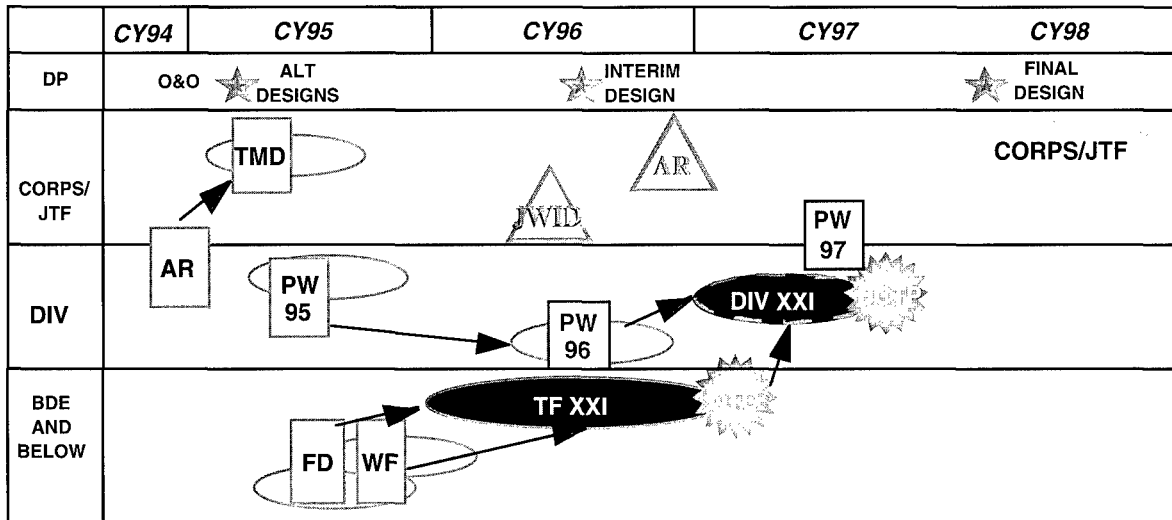 CY94 CY95 CY96 CY97 CY98
DP O&O ALT DESIGNS INTERIM DESIGN FINAL DESIGN
CORPS/
JTF
TMD
AR
JWID
CORPS/JTF
PW
97
AR
DIV
PW
95
PW
96
DIV XXI
BDE
AND
BELOW
TF XXI
FD
WF